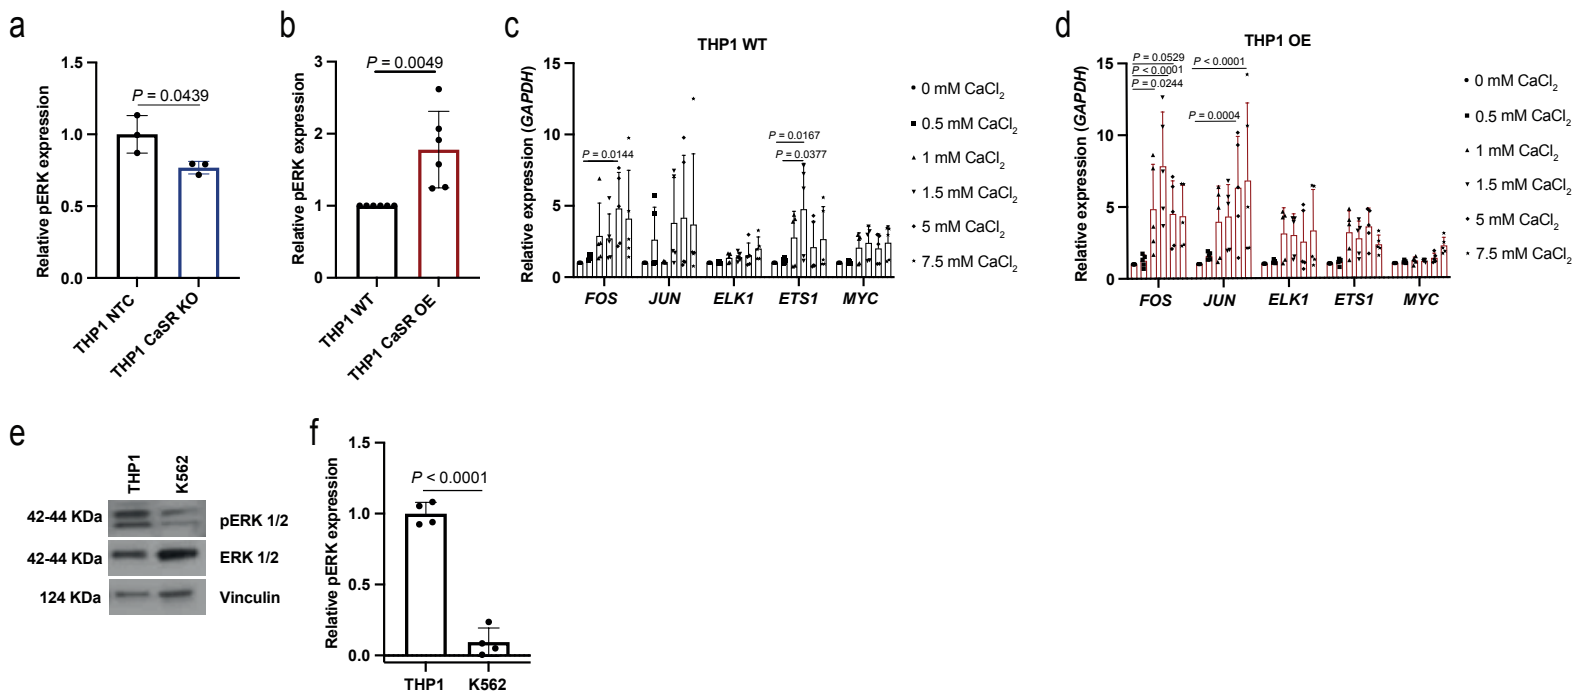 a
1.5
1.0
0.5
0.0
Relative pERK expression
P = 0.0439
THP1 NTC
THP1 CaSR KO
b
3
2
1
0
Relative pERK expression
P = 0.0049
THP1 WT
THP1 CaSR OE
c
THP1 WT
15
10
5
0
Relative expression (GAPDH)
P = 0.0144
P = 0.0167
P = 0.0377
FOS
JUN
ELK1
ETS1
MYC
0 mM CaCl2
0.5 mM CaCl2
1 mM CaCl2
1.5 mM CaCl2
5 mM CaCl2
7.5 mM CaCl2
d
THP1 OE
15
10
5
0
Relative expression (GAPDH)
P = 0.0529
P < 0.0001
P = 0.0244
P < 0.0001
P = 0.0004
FOS
JUN
ELK1
ETS1
MYC
0 mM CaCl2
0.5 mM CaCl2
1 mM CaCl2
1.5 mM CaCl2
5 mM CaCl2
7.5 mM CaCl2
e
THP1
K562
42-44 KDa
pERK 1/2
42-44 KDa
ERK 1/2
124 KDa
Vinculin
f
1.5
1.0
0.5
0.0
Relative pERK expression
P < 0.0001
THP1
K562